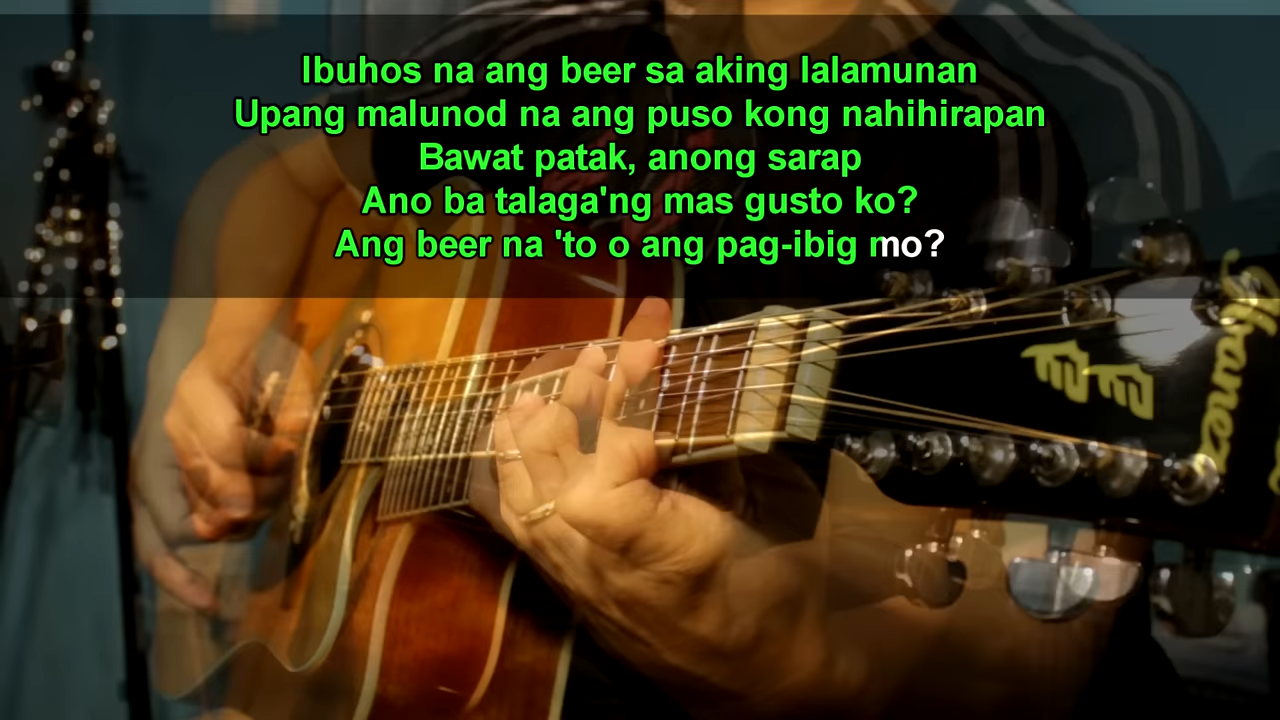 Ibuhos na ang beer sa aking lalamunan
Upang malunod na ang puso kong nahihirapan
Bawat patak, anong sarap
Ano ba talaga'ng mas gusto ko?
Ang beer na 'to o ang pag-ibig mo?
Ibanez